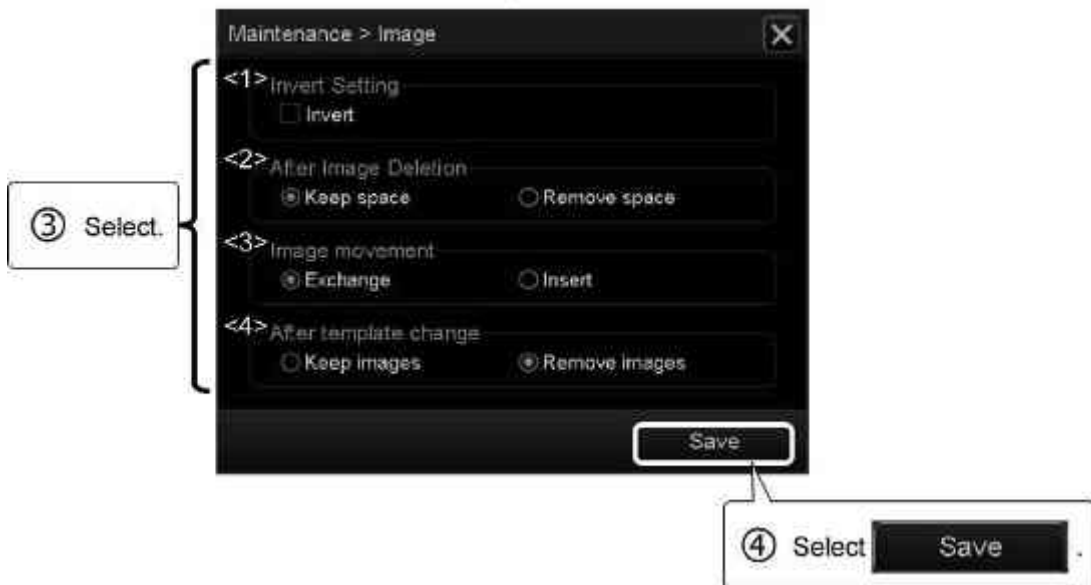 Maintenance > Image
<1> Invert Setting
Invert
<2> After Image Deletion
Keep space Remove space
③ Select.
<3> Image movement
Exchange Insert
<4> After template change
Keep images Remove images
Save
④ Select Save .